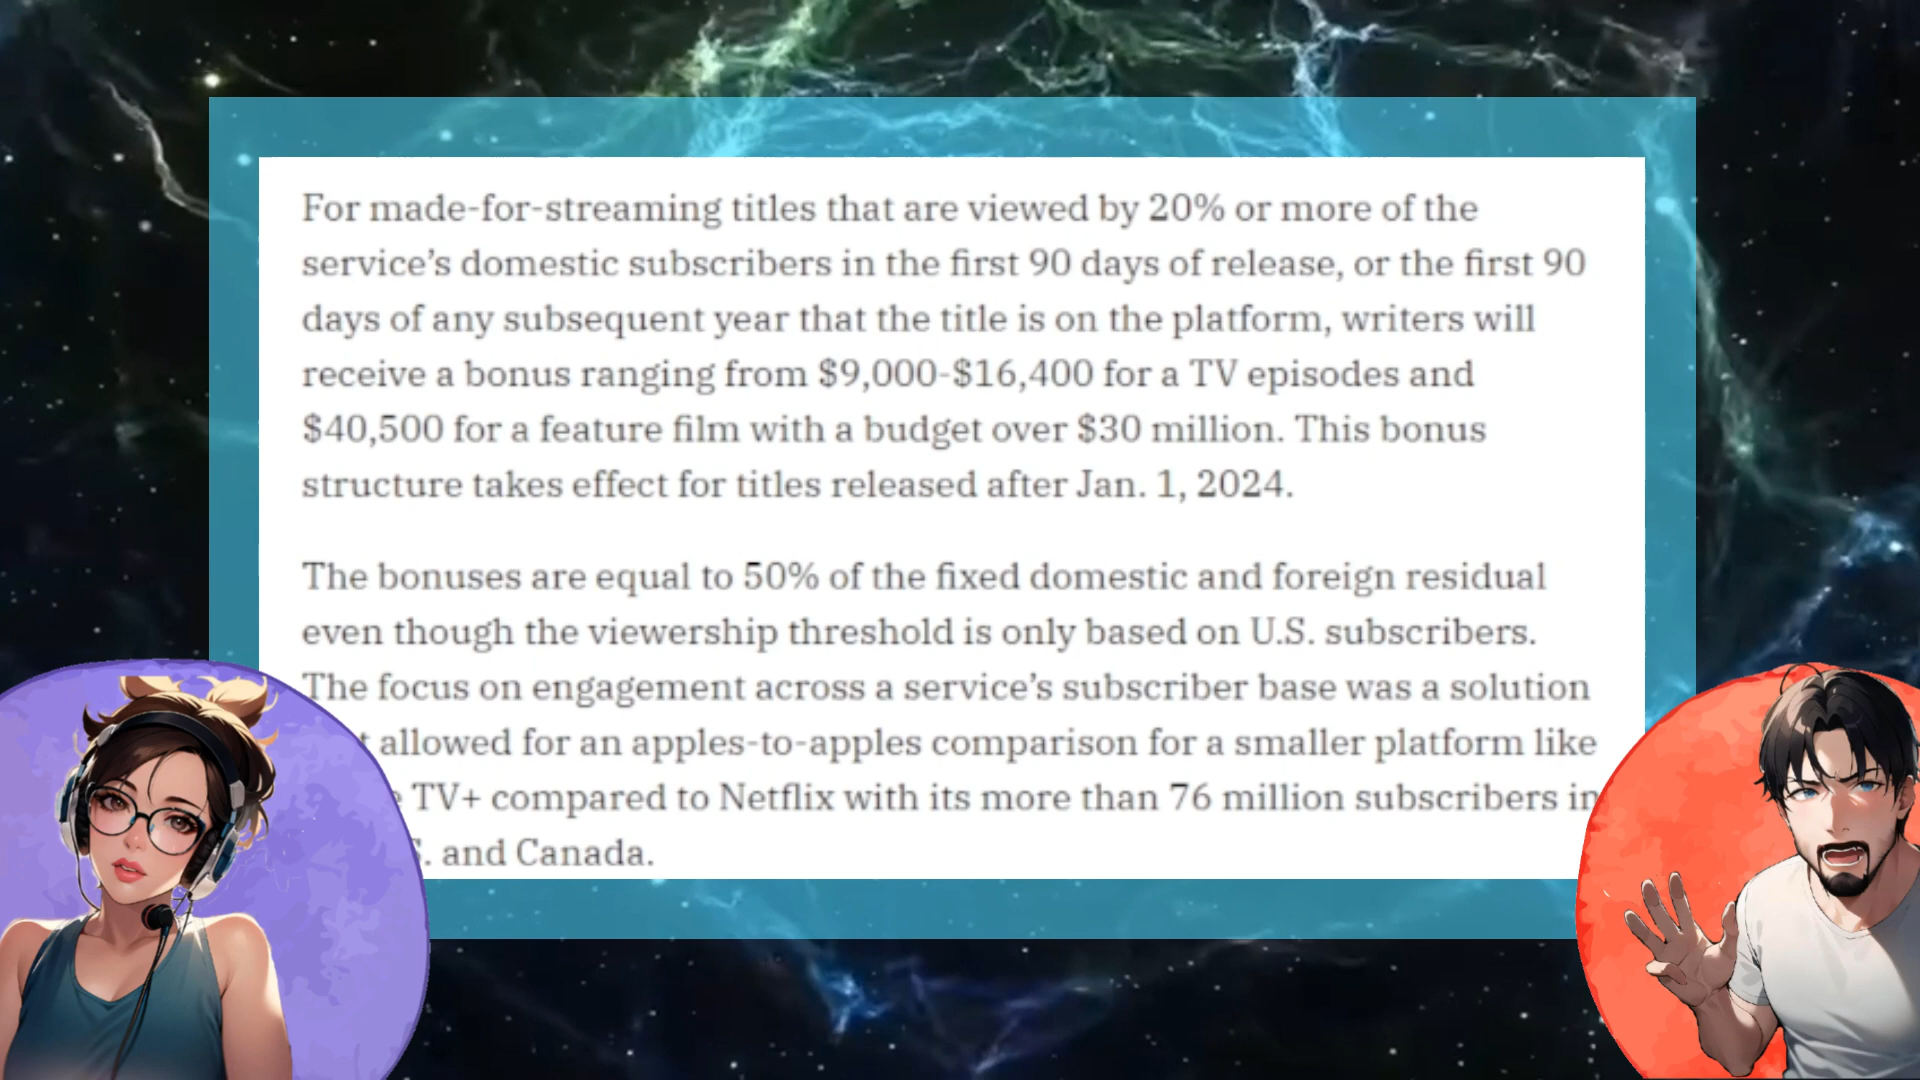 For made-for-streaming titles that are viewed by 20% or more of the
service’s domestic subscribers in the first 90 days of release, or the first 90
days of any subsequent year that the title is on the platform, writers will
receive a bonus ranging from $9,000-$16,400 for a TV episodes and
$40,500 for a feature film with a budget over $30 million. This bonus
structure takes effect for titles released after Jan. 1, 2024.
The bonuses are equal to 50% of the fixed domestic and foreign residual
even though the viewership threshold is only based on U.S. subscribers.
The focus on engagement across a service’s subscriber base was a solution
allowed for an apples-to-apples comparison for a smaller platform like
TV+ compared to Netflix with its more than 76 million subscribers in
and Canada.